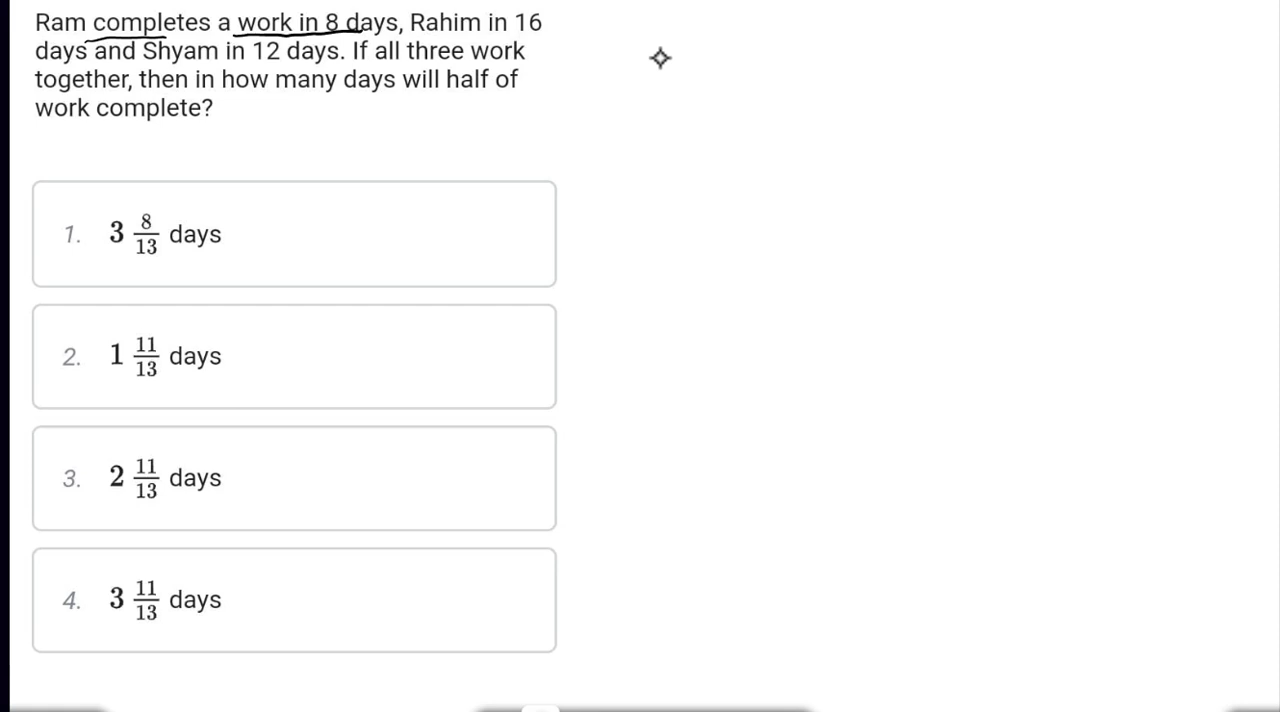 Ram completes a work in 8 days, Rahim in 16
days and Shyam in 12 days. If all three work
together, then in how many days will half of
work complete?
1. 3 8/13 days
2. 1 11/13 days
3. 2 11/13 days
4. 3 11/13 days